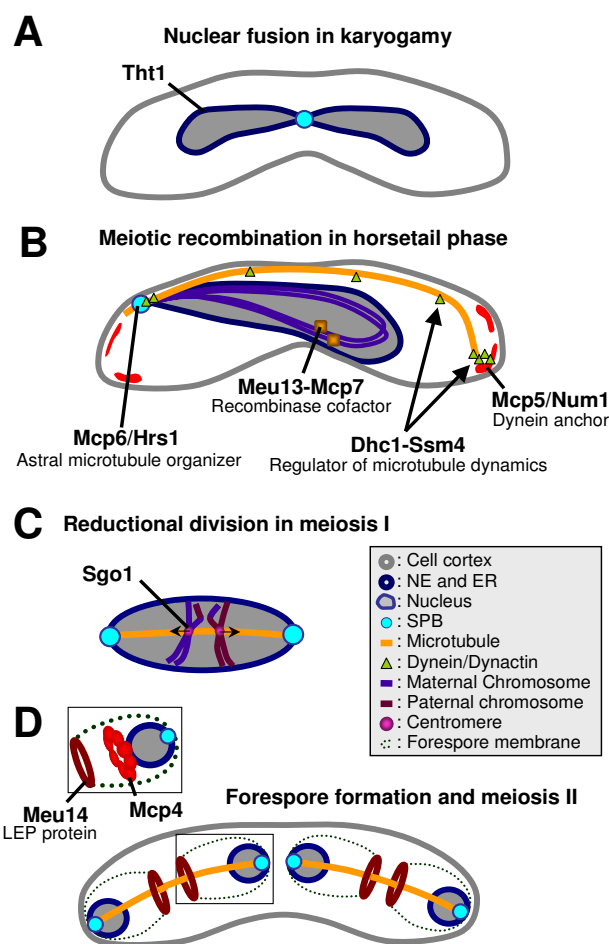 A
Nuclear fusion in karyogamy
Tht1
B
Meiotic recombination in horsetail phase
Meu13-Mcp7
Recombinase cofactor
Mcp5/Num1
Dynein anchor
Mcp6/Hrs1
Astral microtubule organizer
Dhc1-Ssm4
Regulator of microtubule dynamics
C
Reductional division in meiosis I
Sgo1
: Cell cortex
: NE and ER
: Nucleus
: SPB
: Microtubule
: Dynein/Dynactin
: Maternal Chromosome
: Paternal chromosome
: Centromere
: Forespore membrane
D
Meu14
LEP protein
Mcp4
Forespore formation and meiosis II